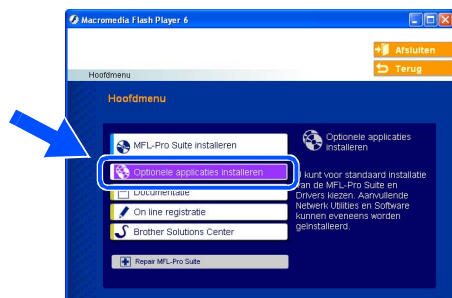 Macromedia Flash Player 6
Afsluiten
Terug
Hoofdmenu
Hoofdmenu
MFL-Pro Suite installeren
Optionele applicaties installeren
Documentatie
On line registratie
Brother Solutions Center
Repair MFL-Pro Suite
Optionele applicaties
installeren
kunt voor standaard installatie
van de MFL-Pro Suite en
Drivers kiezen. Aanvullende
Netwerk Utilities en Software
kunnen eveneens worden
geïnstalleerd.